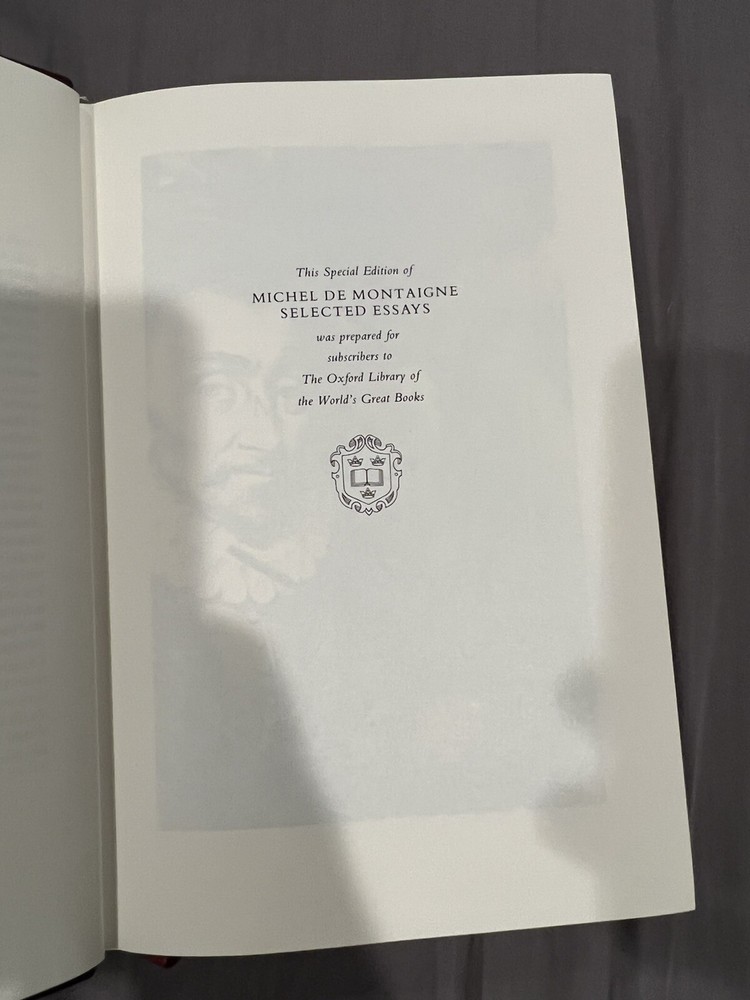 This Special Edition of
MICHEL DE MONTAIGNE
SELECTED ESSAYS
was prepared for
subscribers to
The Oxford Library of
the World's Great Books